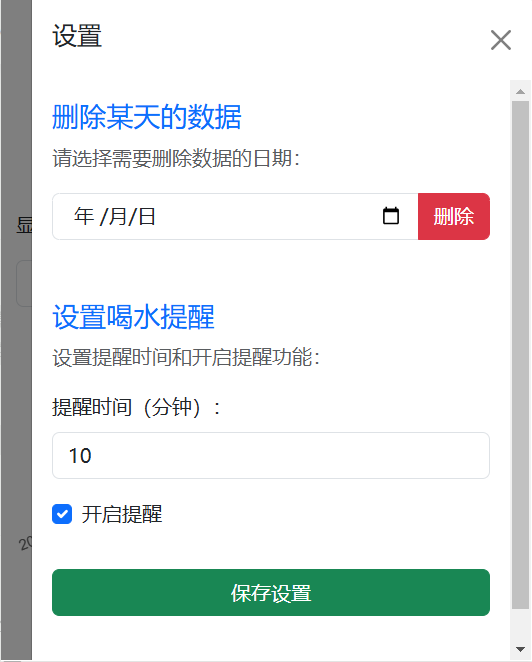 设置
删除某天的数据
请选择需要删除数据的日期：
显
年 /月/日
删除
设置喝水提醒
设置提醒时间和开启提醒功能：
提醒时间（分钟）：
10
开启提醒
20
保存设置